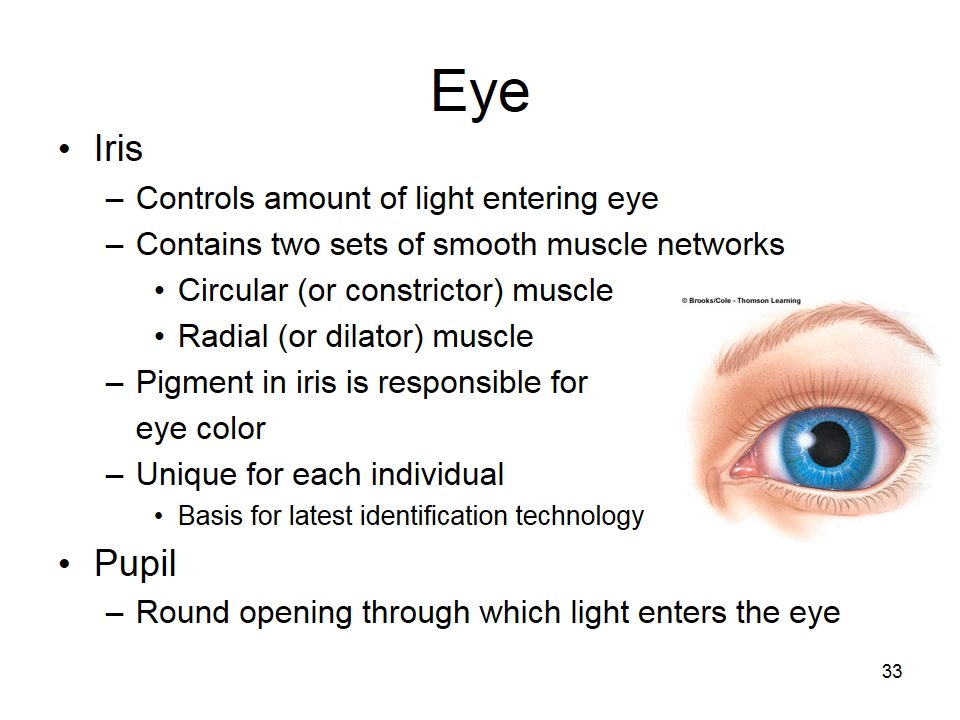 Eye
• Iris
– Controls amount of light entering eye
– Contains two sets of smooth muscle networks
• Circular (or constrictor) muscle
• Radial (or dilator) muscle
– Pigment in iris is responsible for
eye color
– Unique for each individual
• Basis for latest identification technology
• Pupil
– Round opening through which light enters the eye
© Brooks/Cole - Thomson Learning
33